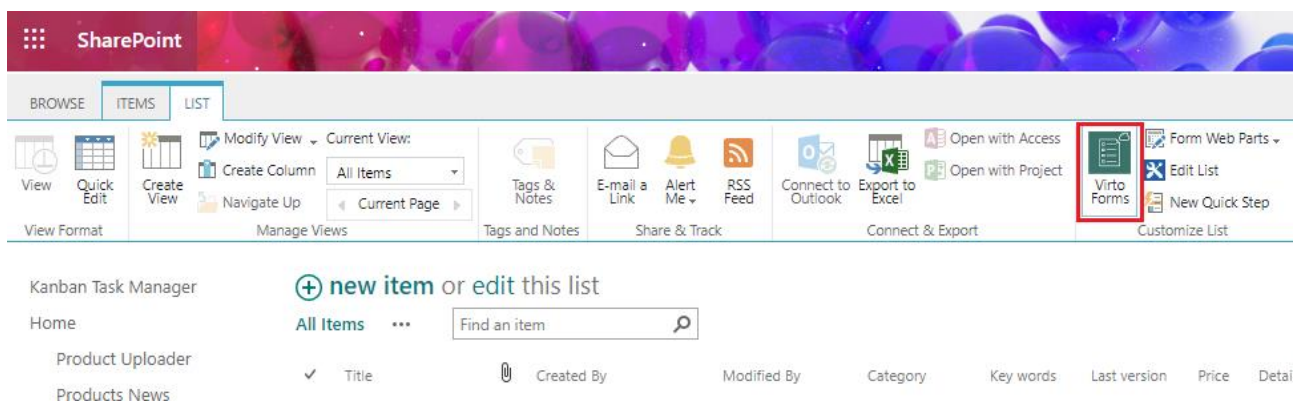 SharePoint
BROWSE ITEMS LIST
View
Quick Edit
Create View
Modify View
Create Column
Navigate Up
Current View:
All Items
Current Page
Tags & Notes
E-mail a Link
Alert Me
RSS Feed
Connect to Outlook
Export to Excel
Open with Access
Open with Project
Virto Forms
Form Web Parts
Edit List
New Quick Step
View Format
Manage Views
Tags and Notes
Share & Track
Connect & Export
Customize List
Kanban Task Manager
Home
Product Uploader
Products News
new item or edit this list
All Items ••• Find an item
Title Created By Modified By Category Key words Last version Price Detai